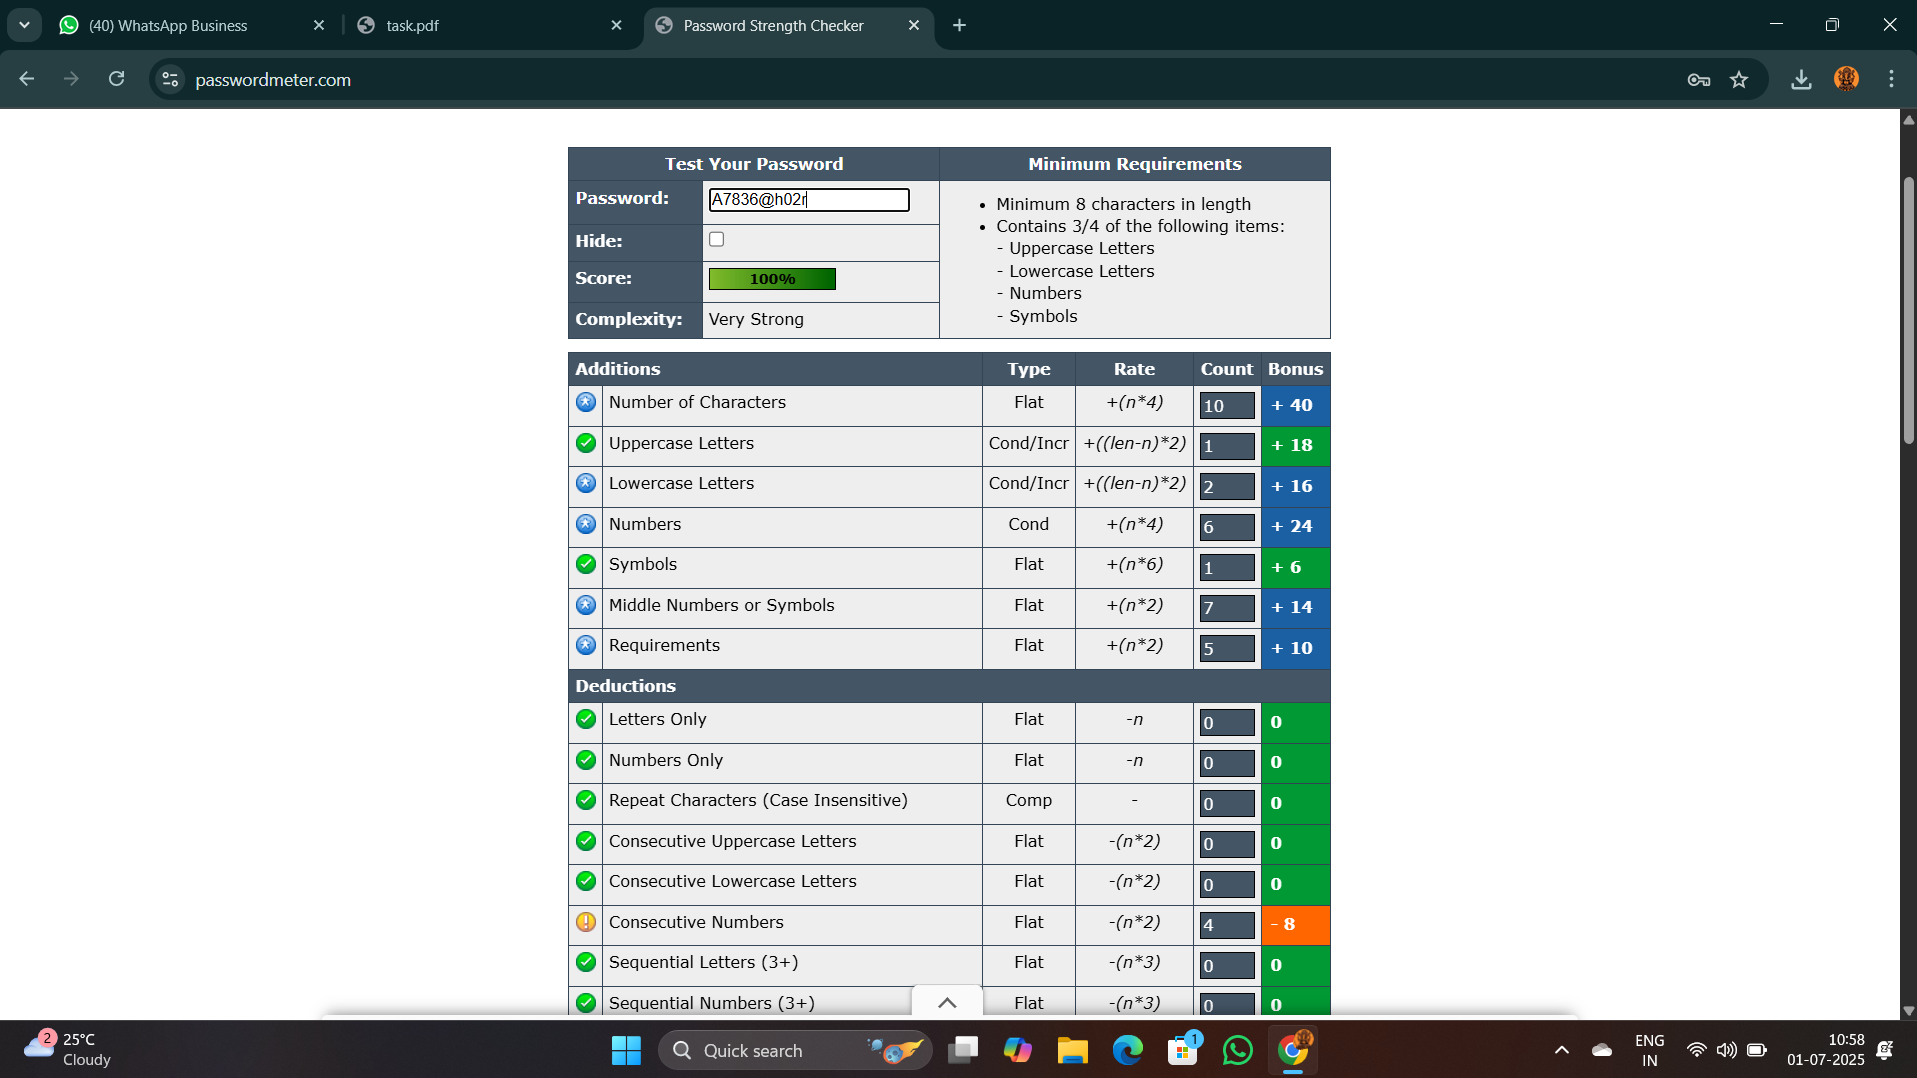 (40) WhatsApp Business
task.pdf
Password Strength Checker
passwordmeter.com
Test Your Password
Minimum Requirements
Password:
A7836@h02r
Hide:
Score:
100%
Complexity:
Very Strong
• Minimum 8 characters in length
• Contains 3/4 of the following items:
- Uppercase Letters
- Lowercase Letters
- Numbers
- Symbols
Additions Type Rate Count Bonus
Number of Characters Flat +(n*4) 10 + 40
Uppercase Letters Cond/Incr +((len-n)*2) 1 + 18
Lowercase Letters Cond/Incr +((len-n)*2) 2 + 16
Numbers Cond +(n*4) 6 + 24
Symbols Flat +(n*6) 1 + 6
Middle Numbers or Symbols Flat +(n*2) 7 + 14
Requirements Flat +(n*2) 5 + 10
Deductions
Letters Only Flat -n 0 0
Numbers Only Flat -n 0 0
Repeat Characters (Case Insensitive) Comp - 0 0
Consecutive Uppercase Letters Flat -(n*2) 0 0
Consecutive Lowercase Letters Flat -(n*2) 0 0
Consecutive Numbers Flat -(n*2) 4 - 8
Sequential Letters (3+) Flat -(n*3) 0 0
Sequential Numbers (3+) Flat -(n*3) 0 0
2
25°C
Cloudy
Quick search
1
ENG
IN
10:58
01-07-2025